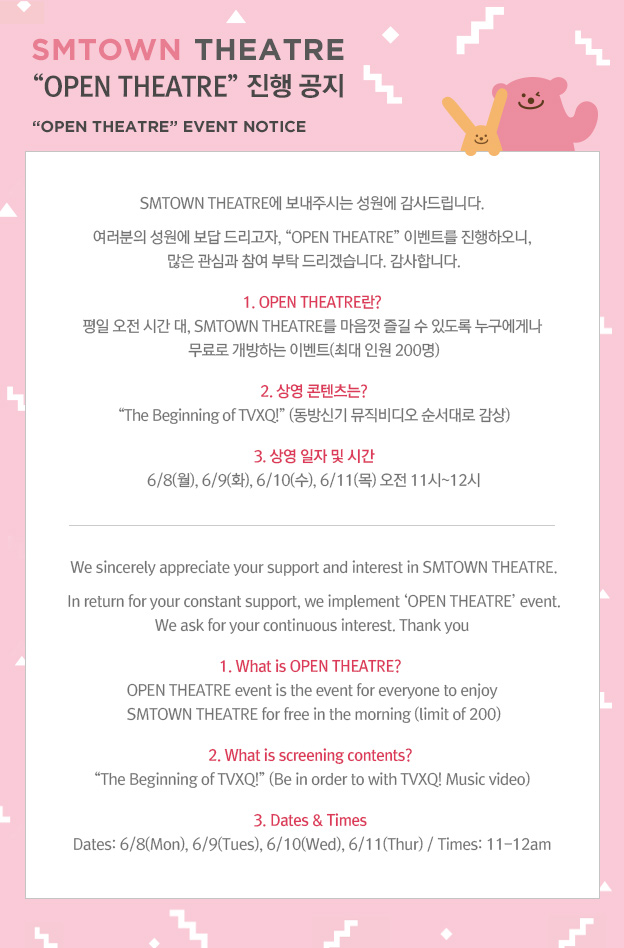 SMTOWN THEATRE
“OPEN THEATRE” 진행 공지
“OPEN THEATRE” EVENT NOTICE
SMTOWN THEATRE에 보내주시는 성원에 감사드립니다.
여러분의 성원에 보답 드리고자, “OPEN THEATRE” 이벤트를 진행하오니,
많은 관심과 참여 부탁 드리겠습니다. 감사합니다.
1. OPEN THEATRE란?
평일 오전 시간 대, SMTOWN THEATRE를 마음껏 즐길 수 있도록 누구에게나
무료로 개방하는 이벤트(최대 인원 200명)
2. 상영 콘텐츠는?
“The Beginning of TVXQ!” (동방신기 뮤직비디오 순서대로 감상)
3. 상영 일자 및 시간
6/8(월), 6/9(화), 6/10(수), 6/11(목) 오전 11시~12시
We sincerely appreciate your support and interest in SMTOWN THEATRE.
In return for your constant support, we implement ‘OPEN THEATRE’ event.
We ask for your continuous interest. Thank you
1. What is OPEN THEATRE?
OPEN THEATRE event is the event for everyone to enjoy
SMTOWN THEATRE for free in the morning (limit of 200)
2. What is screening contents?
“The Beginning of TVXQ!” (Be in order to with TVXQ! Music video)
3. Dates & Times
Dates: 6/8(Mon), 6/9(Tues), 6/10(Wed), 6/11(Thur) / Times: 11-12am